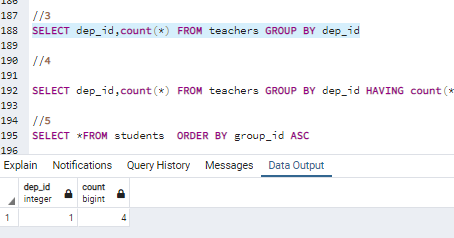 186
187 //3
188 SELECT dep_id,count(*) FROM teachers GROUP BY dep_id
189
190 //4
191
192 SELECT dep_id,count(*) FROM teachers GROUP BY dep_id HAVING count(*
193
194 //5
195 SELECT *FROM students ORDER BY group_id ASC
196
Explain Notifications Query History Messages Data Output
dep_id count
integer bigint
1 1 4